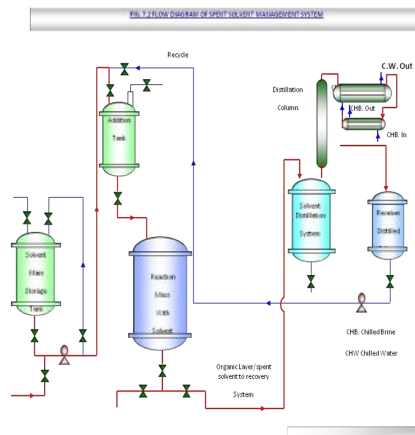 FIG 7.2 FLOW DIAGRAM OF SPENT SOLVENT MANAGEMENT SYSTEM
Recycle
C.W. Out
Distillation
Column
CHB. Out
CHB. In
Addition
Tank
Solvent
Distillation
System
Receiver
Distilled
Solvent
Mass
Storage
Tank
Reaction
Mass
With
Solvent
CHB. Chilled Brine
CHW Chilled Water
Organic Layer/spent
solvent to recovery
System